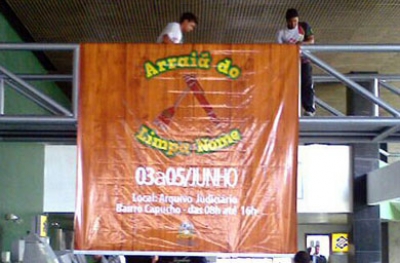 Arraiá do
Limpa Nome
03 a 05/JUNHO
Local: Arquivo Judiciário
Bairro Capucho - das 08h até 16h